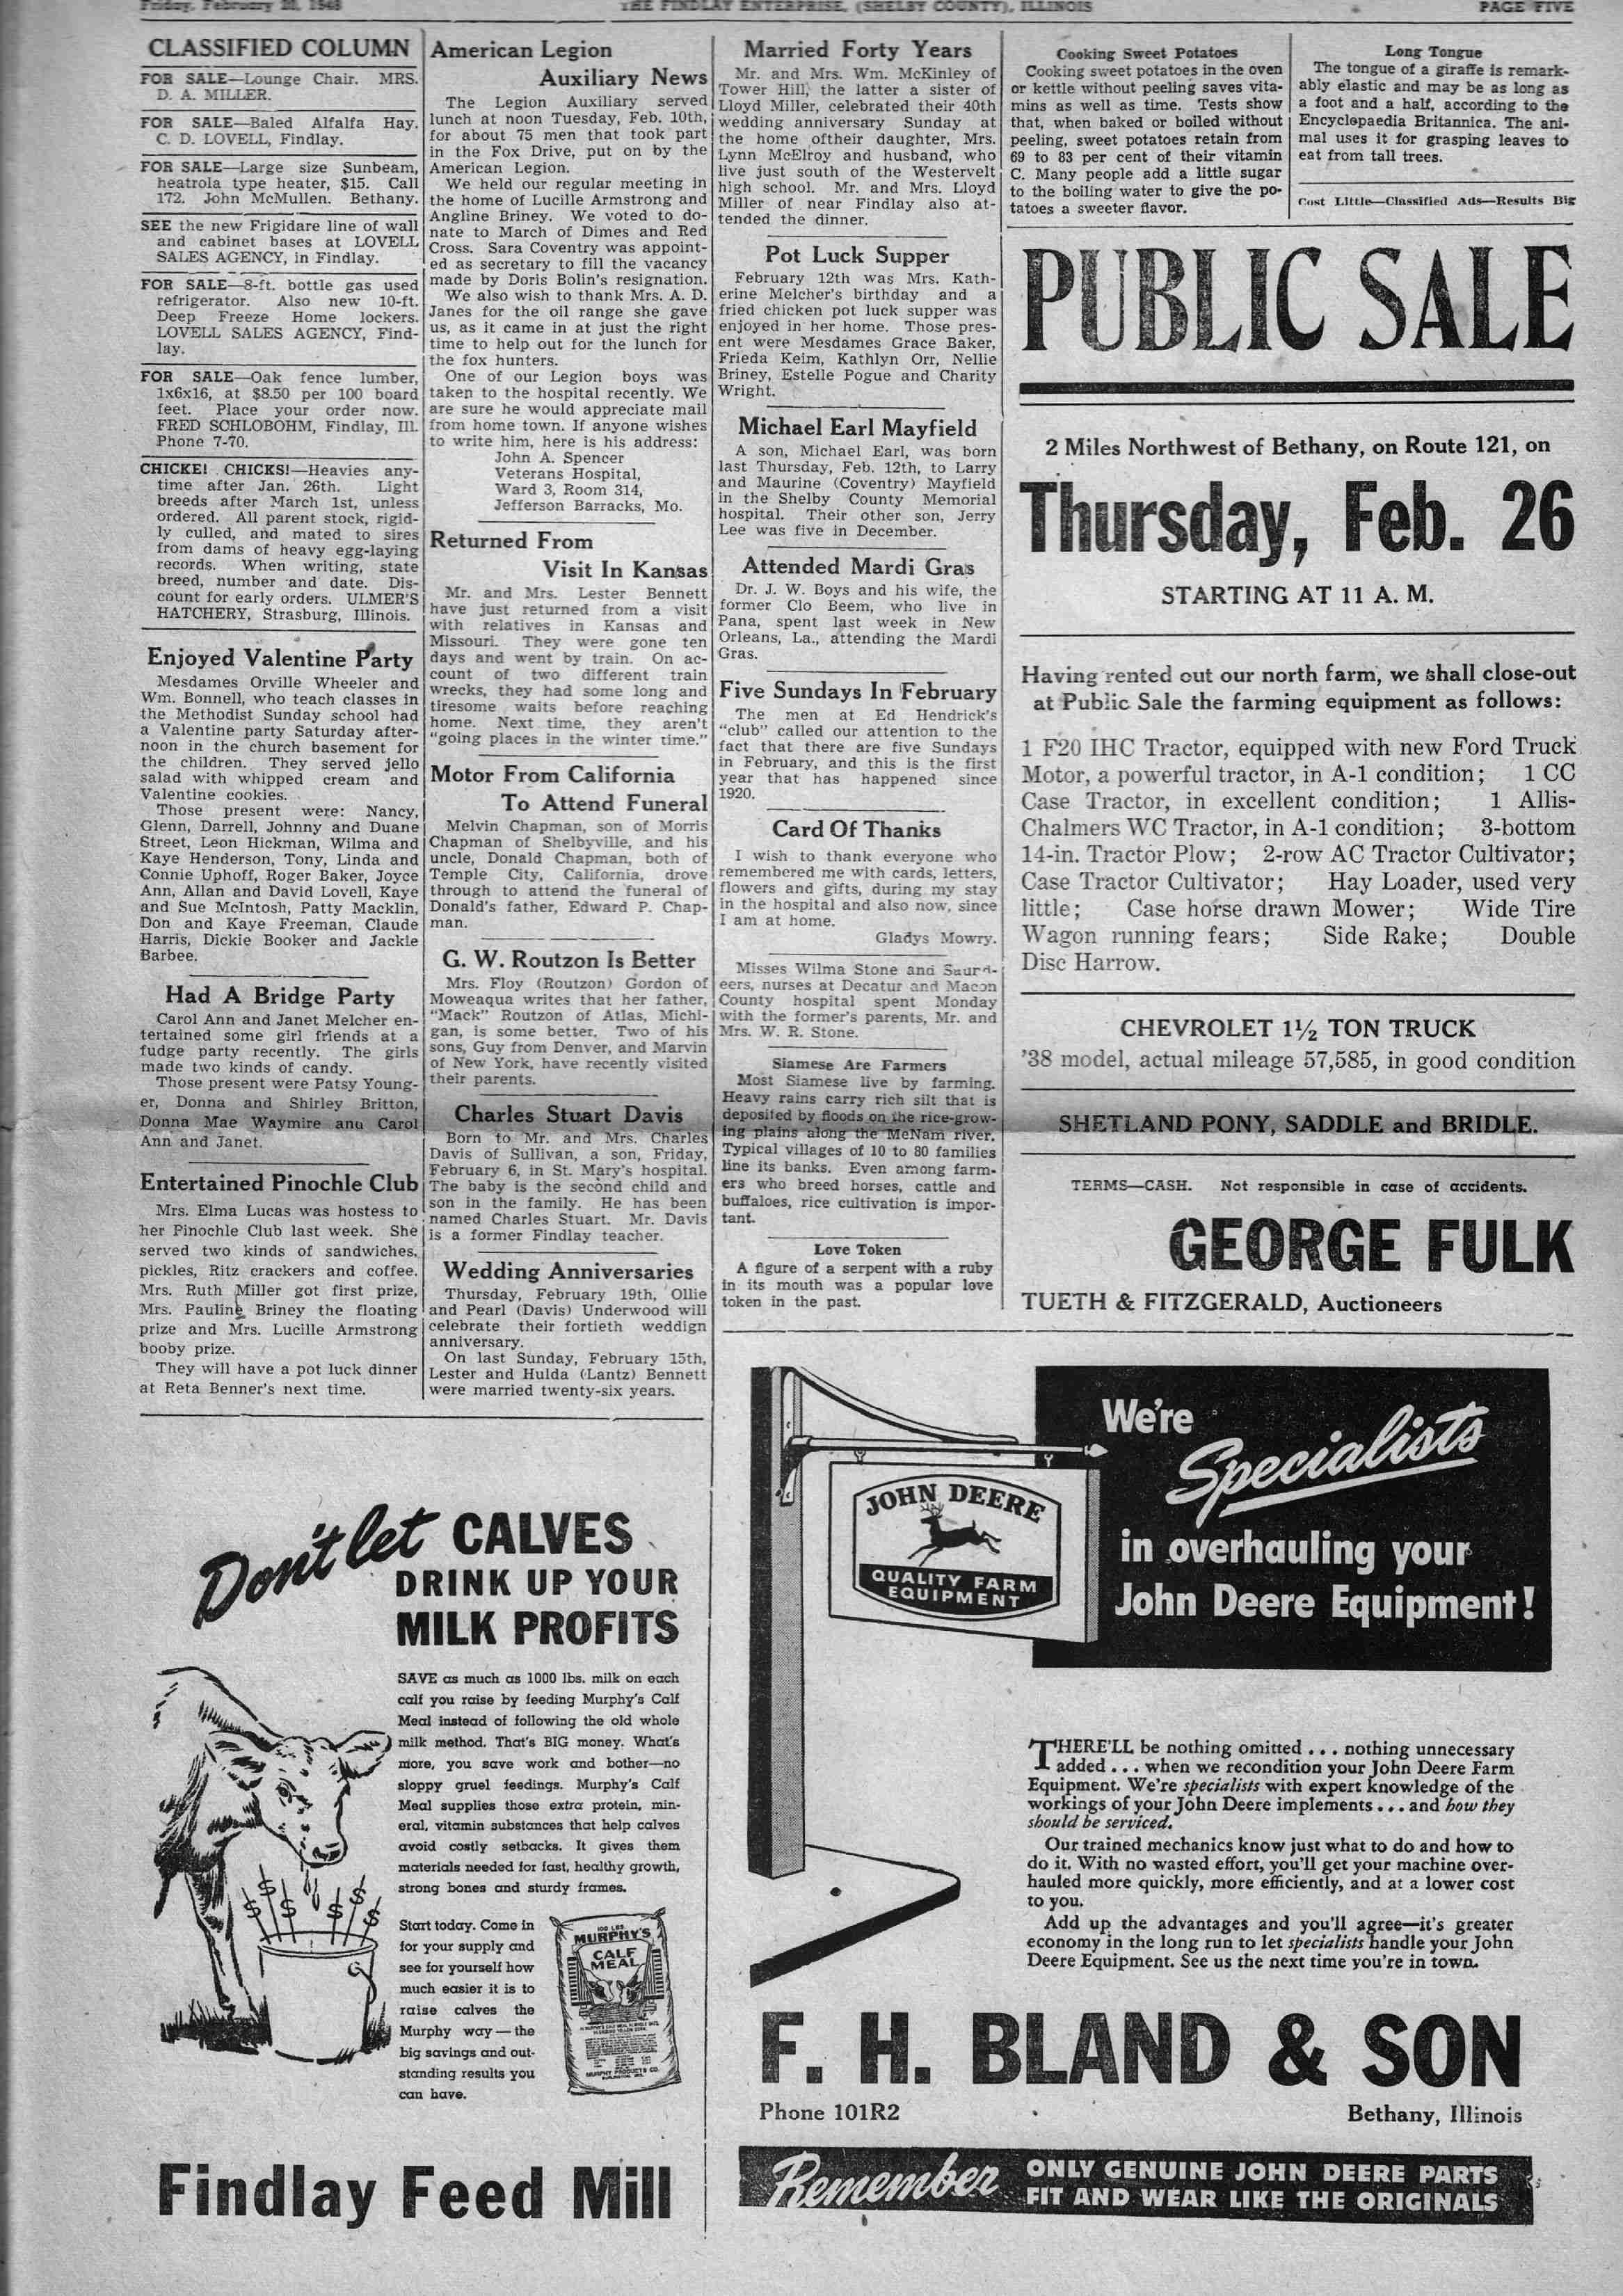 Friday, February 20, 1948
THE FINDLAY ENTERPRISE, (SHELBY COUNTY), ILLINOIS
PAGE FIVE
CLASSIFIED COLUMN
FOR SALE—Lounge Chair. MRS.
D. A. MILLER.
FOR SALE—Baled Alfalfa Hay.
C. D. LOVELL, Findlay.
FOR SALE—Large size Sunbeam,
heatrola type heater, $15. Call
172. John McMullen. Bethany.
SEE the new Frigidare line of wall
and cabinet bases at LOVELL
SALES AGENCY, in Findlay.
FOR SALE—8-ft. bottle gas used
refrigerator. Also new 10-ft.
Deep Freeze Home lockers.
LOVELL SALES AGENCY, Find-
lay.
FOR SALE—Oak fence lumber,
1x6x16, at $8.50 per 100 board
feet. Place your order now.
FRED SCHLOBOHM, Findlay, Ill.
Phone 7-70.
CHICKE! CHICKS!—Heavies any-
time after Jan. 26th. Light
breeds after March 1st, unless
ordered. All parent stock, rigid-
ly culled, and mated to sires
from dams of heavy egg-laying
records. When writing, state
breed, number and date. Dis-
count for early orders. ULMER'S
HATCHERY, Strasburg, Illinois.
Enjoyed Valentine Party
Mesdames Orville Wheeler and
Wm. Bonnell, who teach classes in
the Methodist Sunday school had
a Valentine party Saturday after-
noon in the church basement for
the children. They served jello
salad with whipped cream and
Valentine cookies.
Those present were: Nancy,
Glenn, Darrell, Johnny and Duane
Street, Leon Hickman, Wilma and
Kaye Henderson, Tony, Linda and
Connie Uphoff, Roger Baker, Joyce
Ann, Allan and David Lovell, Kaye
and Sue McIntosh, Patty Macklin,
Don and Kaye Freeman, Claude
Harris, Dickie Booker and Jackie
Barbee.
Had A Bridge Party
Carol Ann and Janet Melcher en-
tertained some girl friends at a
fudge party recently. The girls
made two kinds of candy.
Those present were Patsy Young-
er, Donna and Shirley Britton,
Donna Mae Waymire and Carol
Ann and Janet.
Entertained Pinochle Club
Mrs. Elma Lucas was hostess to
her Pinochle Club last week. She
served two kinds of sandwiches,
pickles, Ritz crackers and coffee.
Mrs. Ruth Miller got first prize,
Mrs. Pauline Briney the floating
prize and Mrs. Lucille Armstrong
booby prize.
They will have a pot luck dinner
at Reta Benner's next time.
American Legion
Auxiliary News
The Legion Auxiliary served
lunch at noon Tuesday, Feb. 10th,
for about 75 men that took part
in the Fox Drive, put on by the
American Legion.
We held our regular meeting in
the home of Lucille Armstrong and
Angline Briney. We voted to do-
nate to March of Dimes and Red
Cross. Sara Coventry was appoint-
ed as secretary to fill the vacancy
made by Doris Bolin's resignation.
We also wish to thank Mrs. A. D.
Janes for the oil range she gave
us, as it came in at just the right
time to help out for the lunch for
the fox hunters.
One of our Legion boys was
taken to the hospital recently. We
are sure he would appreciate mail
from home town. If anyone wishes
to write him, here is his address:
John A. Spencer
Veterans Hospital,
Ward 3, Room 314,
Jefferson Barracks, Mo.
Returned From
Visit In Kansas
Mr. and Mrs. Lester Bennett
have just returned from a visit
with relatives in Kansas and
Missouri. They were gone ten
days and went by train. On ac-
count of two different train
wrecks, they had some long and
tiresome waits before reaching
home. Next time, they aren't
"going places in the winter time."
Motor From California
To Attend Funeral
Melvin Chapman, son of Morris
Chapman of Shelbyville, and his
uncle, Donald Chapman, both of
Temple City, California, drove
through to attend the funeral of
Donald's father, Edward P. Chap-
man.
G. W. Routzon Is Better
Mrs. Floy (Routzon) Gordon of
Moweaqua writes that her father,
"Mack" Routzon of Atlas, Michi-
gan, is some better. Two of his
sons, Guy from Denver, and Marvin
of New York, have recently visited
their parents.
Charles Stuart Davis
Born to Mr. and Mrs. Charles
Davis of Sullivan, a son, Friday,
February 6, in St. Mary's hospital.
The baby is the second child and
son in the family. He has been
named Charles Stuart. Mr. Davis
is a former Findlay teacher.
Wedding Anniversaries
Thursday, February 19th, Ollie
and Pearl (Davis) Underwood will
celebrate their fortieth weddign
anniversary.
On last Sunday, February 15th,
Lester and Hulda (Lantz) Bennett
were married twenty-six years.
Married Forty Years
Mr. and Mrs. Wm. McKinley of
Tower Hill, the latter a sister of
Lloyd Miller, celebrated their 40th
wedding anniversary Sunday at
the home oftheir daughter, Mrs.
Lynn McElroy and husband, who
live just south of the Westervelt
high school. Mr. and Mrs. Lloyd
Miller of near Findlay also at-
tended the dinner.
Pot Luck Supper
February 12th was Mrs. Kath-
erine Melcher's birthday and a
fried chicken pot luck supper was
enjoyed in her home. Those pres-
ent were Mesdames Grace Baker,
Frieda Keim, Kathlyn Orr, Nellie
Briney, Estelle Pogue and Charity
Wright.
Michael Earl Mayfield
A son, Michael Earl, was born
last Thursday, Feb. 12th, to Larry
and Maurine (Coventry) Mayfield
in the Shelby County Memorial
hospital. Their other son, Jerry
Lee was five in December.
Attended Mardi Gras
Dr. J. W. Boys and his wife, the
former Clo Beem, who live in
Pana, spent last week in New
Orleans, La., attending the Mardi
Gras.
Five Sundays In February
The men at Ed Hendrick's
"club" called our attention to the
fact that there are five Sundays
in February, and this is the first
year that has happened since
1920.
Card Of Thanks
I wish to thank everyone who
remembered me with cards, letters,
flowers and gifts, during my stay
in the hospital and also now, since
I am at home.
Gladys Mowry.
Misses Wilma Stone and
eers, nurses at Decatur and Macon
County hospital spent Monday
with the former's parents, Mr. and
Mrs. W. R. Stone.
Siamese Are Farmers
Most Siamese live by farming.
Heavy rains carry rich silt that is
deposited by floods on the rice-grow-
ing plains along the MeNam river.
Typical villages of 10 to 80 families
line its banks. Even among farm-
ers who breed horses, cattle and
buffaloes, rice cultivation is impor-
tant.
Love Token
A figure of a serpent with a ruby
in its mouth was a popular love
token in the past.
Cooking Sweet Potatoes
Cooking sweet potatoes in the oven
or kettle without peeling saves vita-
mins as well as time. Tests show
that, when baked or boiled without
peeling, sweet potatoes retain from
69 to 83 per cent of their vitamin
C. Many people add a little sugar
to the boiling water to give the po-
tatoes a sweeter flavor.
Long Tongue
The tongue of a giraffe is remark-
ably elastic and may be as long as
a foot and a half, according to the
Encyclopaedia Britannica. The ani-
mal uses it for grasping leaves to
eat from tall trees.
Cost Little—Classified Ads—Results Big
PUBLIC SALE
2 Miles Northwest of Bethany, on Route 121, on
Thursday, Feb. 26
STARTING AT 11 A. M.
Having rented out our north farm, we shall close-out
at Public Sale the farming equipment as follows:
1 F20 IHC Tractor, equipped with new Ford Truck
Motor, a powerful tractor, in A-1 condition; 1 CC
Case Tractor, in excellent condition; 1 Allis-
Chalmers WC Tractor, in A-1 condition; 3-bottom
14-in. Tractor Plow; 2-row AC Tractor Cultivator;
Case Tractor Cultivator; Hay Loader, used very
little; Case horse drawn Mower; Wide Tire
Wagon running fears; Side Rake; Double
Disc Harrow.
CHEVROLET 1½ TON TRUCK
'38 model, actual mileage 57,585, in good condition
SHETLAND PONY, SADDLE and BRIDLE.
TERMS—CASH. Not responsible in case of accidents.
GEORGE FULK
TUETH & FITZGERALD, Auctioneers
Don't let CALVES
DRINK UP YOUR
MILK PROFITS
SAVE as much as 1000 lbs. milk on each
calf you raise by feeding Murphy's Calf
Meal instead of following the old whole
milk method. That's BIG money. What's
more, you save work and bother—no
sloppy gruel feedings. Murphy's Calf
Meal supplies those extra protein, min-
eral, vitamin substances that help calves
avoid costly setbacks. It gives them
materials needed for fast, healthy growth,
strong bones and sturdy frames.
Start today. Come in
for your supply and
see for yourself how
much easier it is to
raise calves the
Murphy way—the
big savings and out-
standing results you
can have.
$ $ $ $ $ $
100 LBS.
MURPHY'S
CALF
MEAL
MURPHY PRODUCTS CO.
Findlay Feed Mill
JOHN DEERE
QUALITY FARM
EQUIPMENT
We're
Specialists
in overhauling your
John Deere Equipment!
THERE'LL be nothing omitted . . . nothing unnecessary
added . . . when we recondition your John Deere Farm
Equipment. We're specialists with expert knowledge of the
workings of your John Deere implements . . . and how they
should be serviced.
Our trained mechanics know just what to do and how to
do it. With no wasted effort, you'll get your machine over-
hauled more quickly, more efficiently, and at a lower cost
to you.
Add up the advantages and you'll agree—it's greater
economy in the long run to let specialists handle your John
Deere Equipment. See us the next time you're in town.
F. H. BLAND & SON
Phone 101R2
Bethany, Illinois
Remember
ONLY GENUINE JOHN DEERE PARTS
FIT AND WEAR LIKE THE ORIGINALS